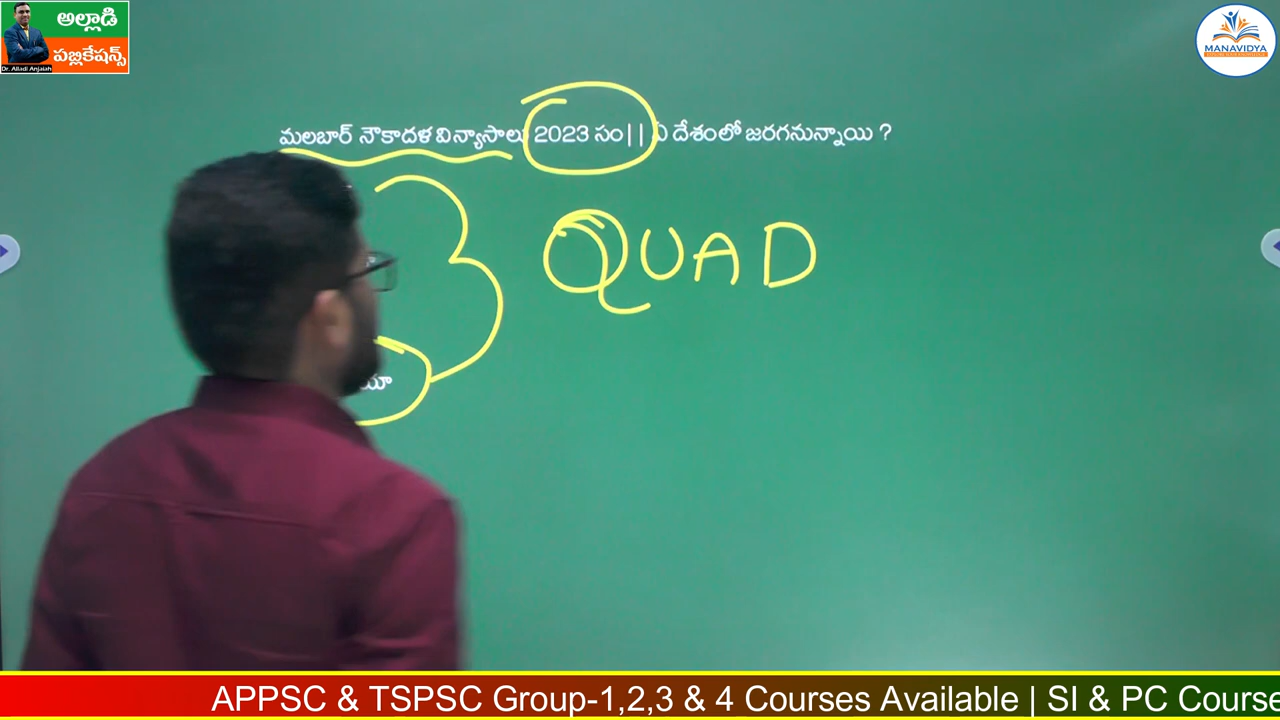 అల్లాడి
పబ్లికేషన్స్
Dr. Alladi Anjaiah
MANAVIDYA
మలబార్ నౌకాదళ విన్యాసాలు 2023 సం|| ఏ దేశంలో జరగనున్నాయి ?
QUAD
APPSC & TSPSC Group-1,2,3 & 4 Courses Available | SI & PC Course